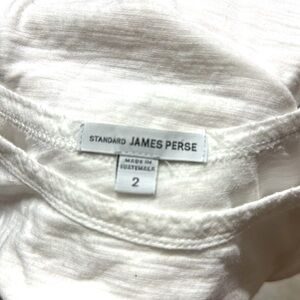 STANDARD JAMES PERSE
MADE IN
GUATEMALA
2